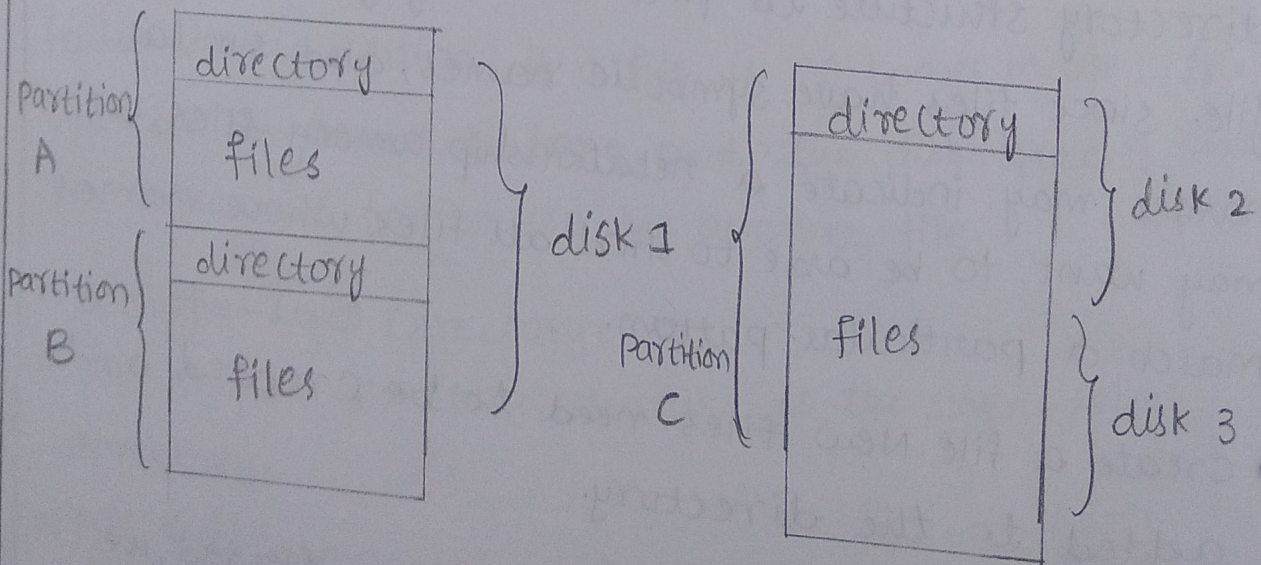 directory
Partition
A
files
directory
partition
B
files
disk 1
directory
files
partition
C
disk 2
disk 3